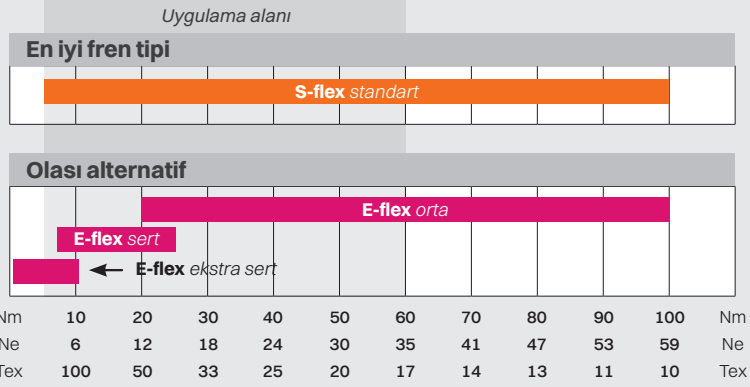 Uygulama alanı
En iyi fren tipi
S-flex standart
Olası alternatif
E-flex orta
E-flex sert
E-flex ekstra sert
Nm 10 20 30 40 50 60 70 80 90 100 Nm
Ne 6 12 18 24 30 35 41 47 53 59 Ne
Tex 100 50 33 25 20 17 14 13 11 10 Tex